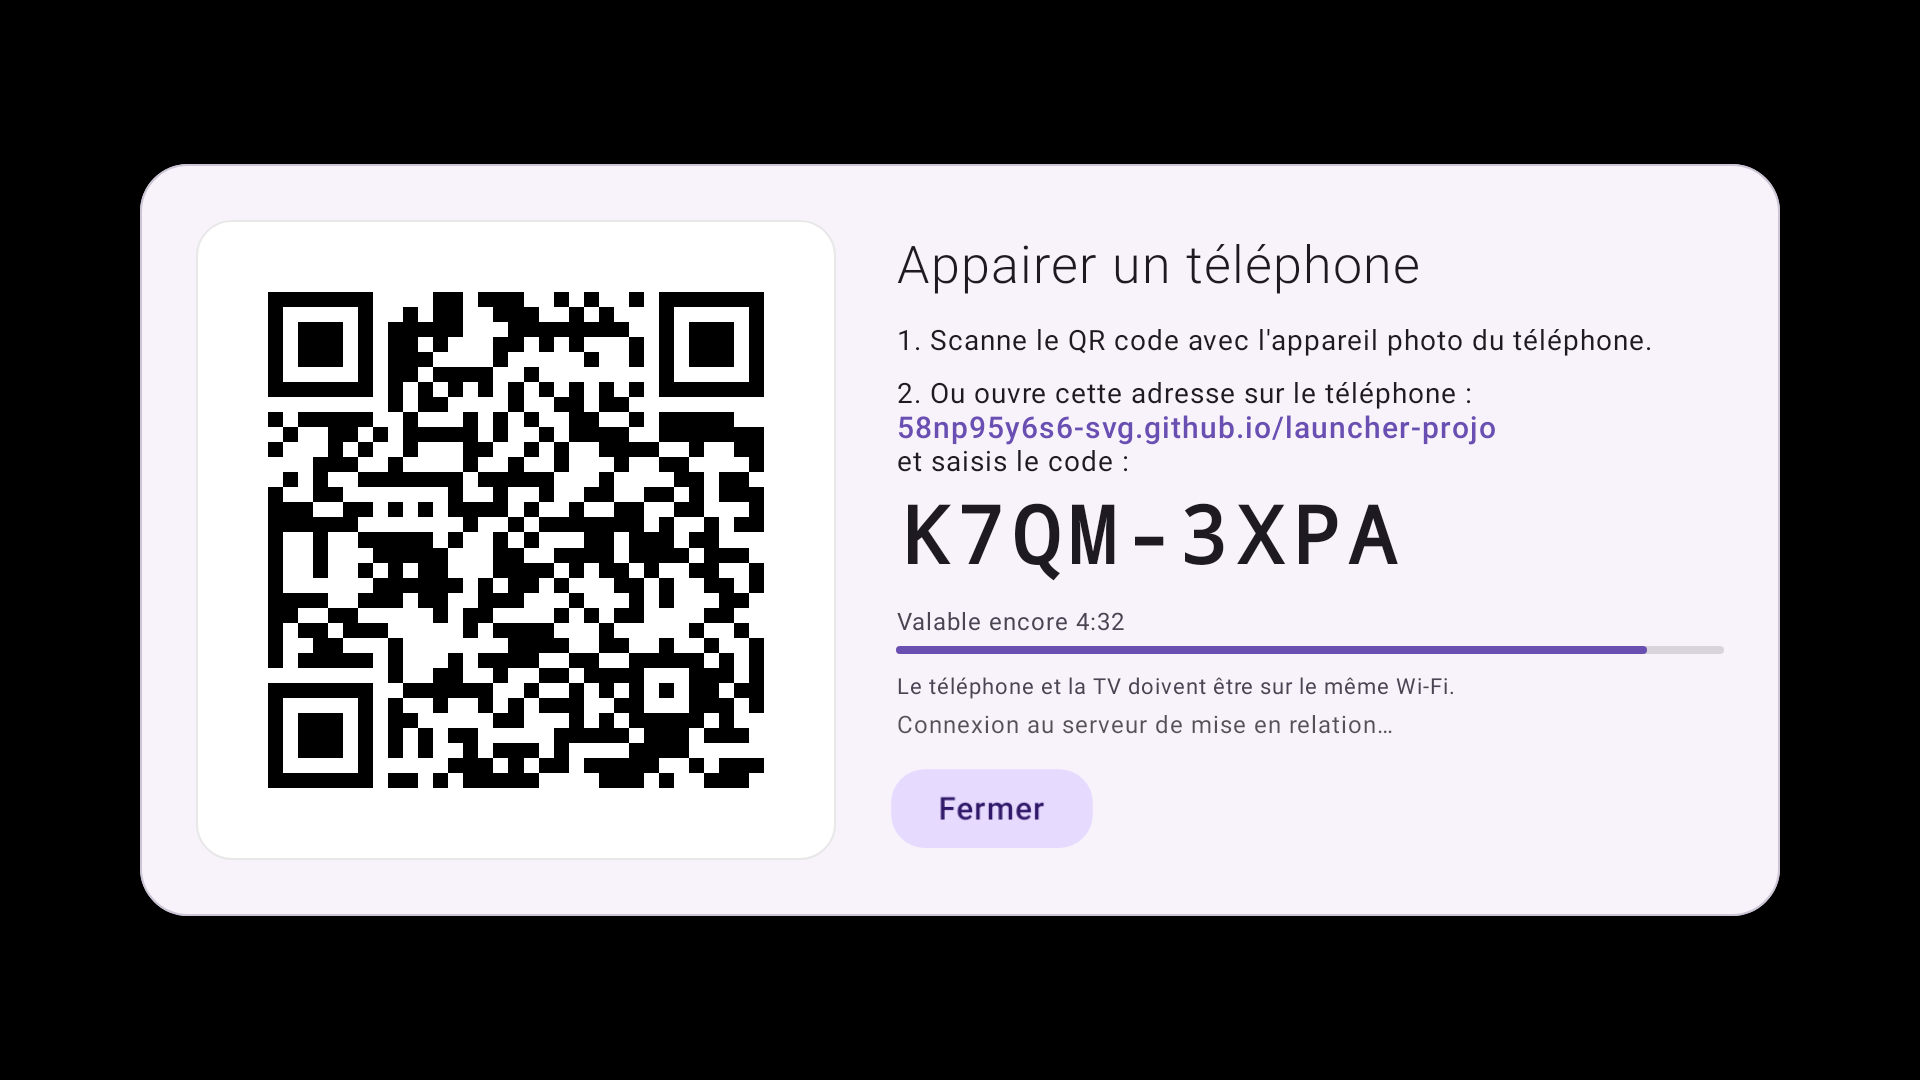 Appairer un téléphone
1. Scanne le QR code avec l'appareil photo du téléphone.
2. Ou ouvre cette adresse sur le téléphone :
58np95y6s6-svg.github.io/launcher-projo
et saisis le code :
K7QM-3XPA
Valable encore 4:32
Le téléphone et la TV doivent être sur le même Wi-Fi.
Connexion au serveur de mise en relation…
Fermer